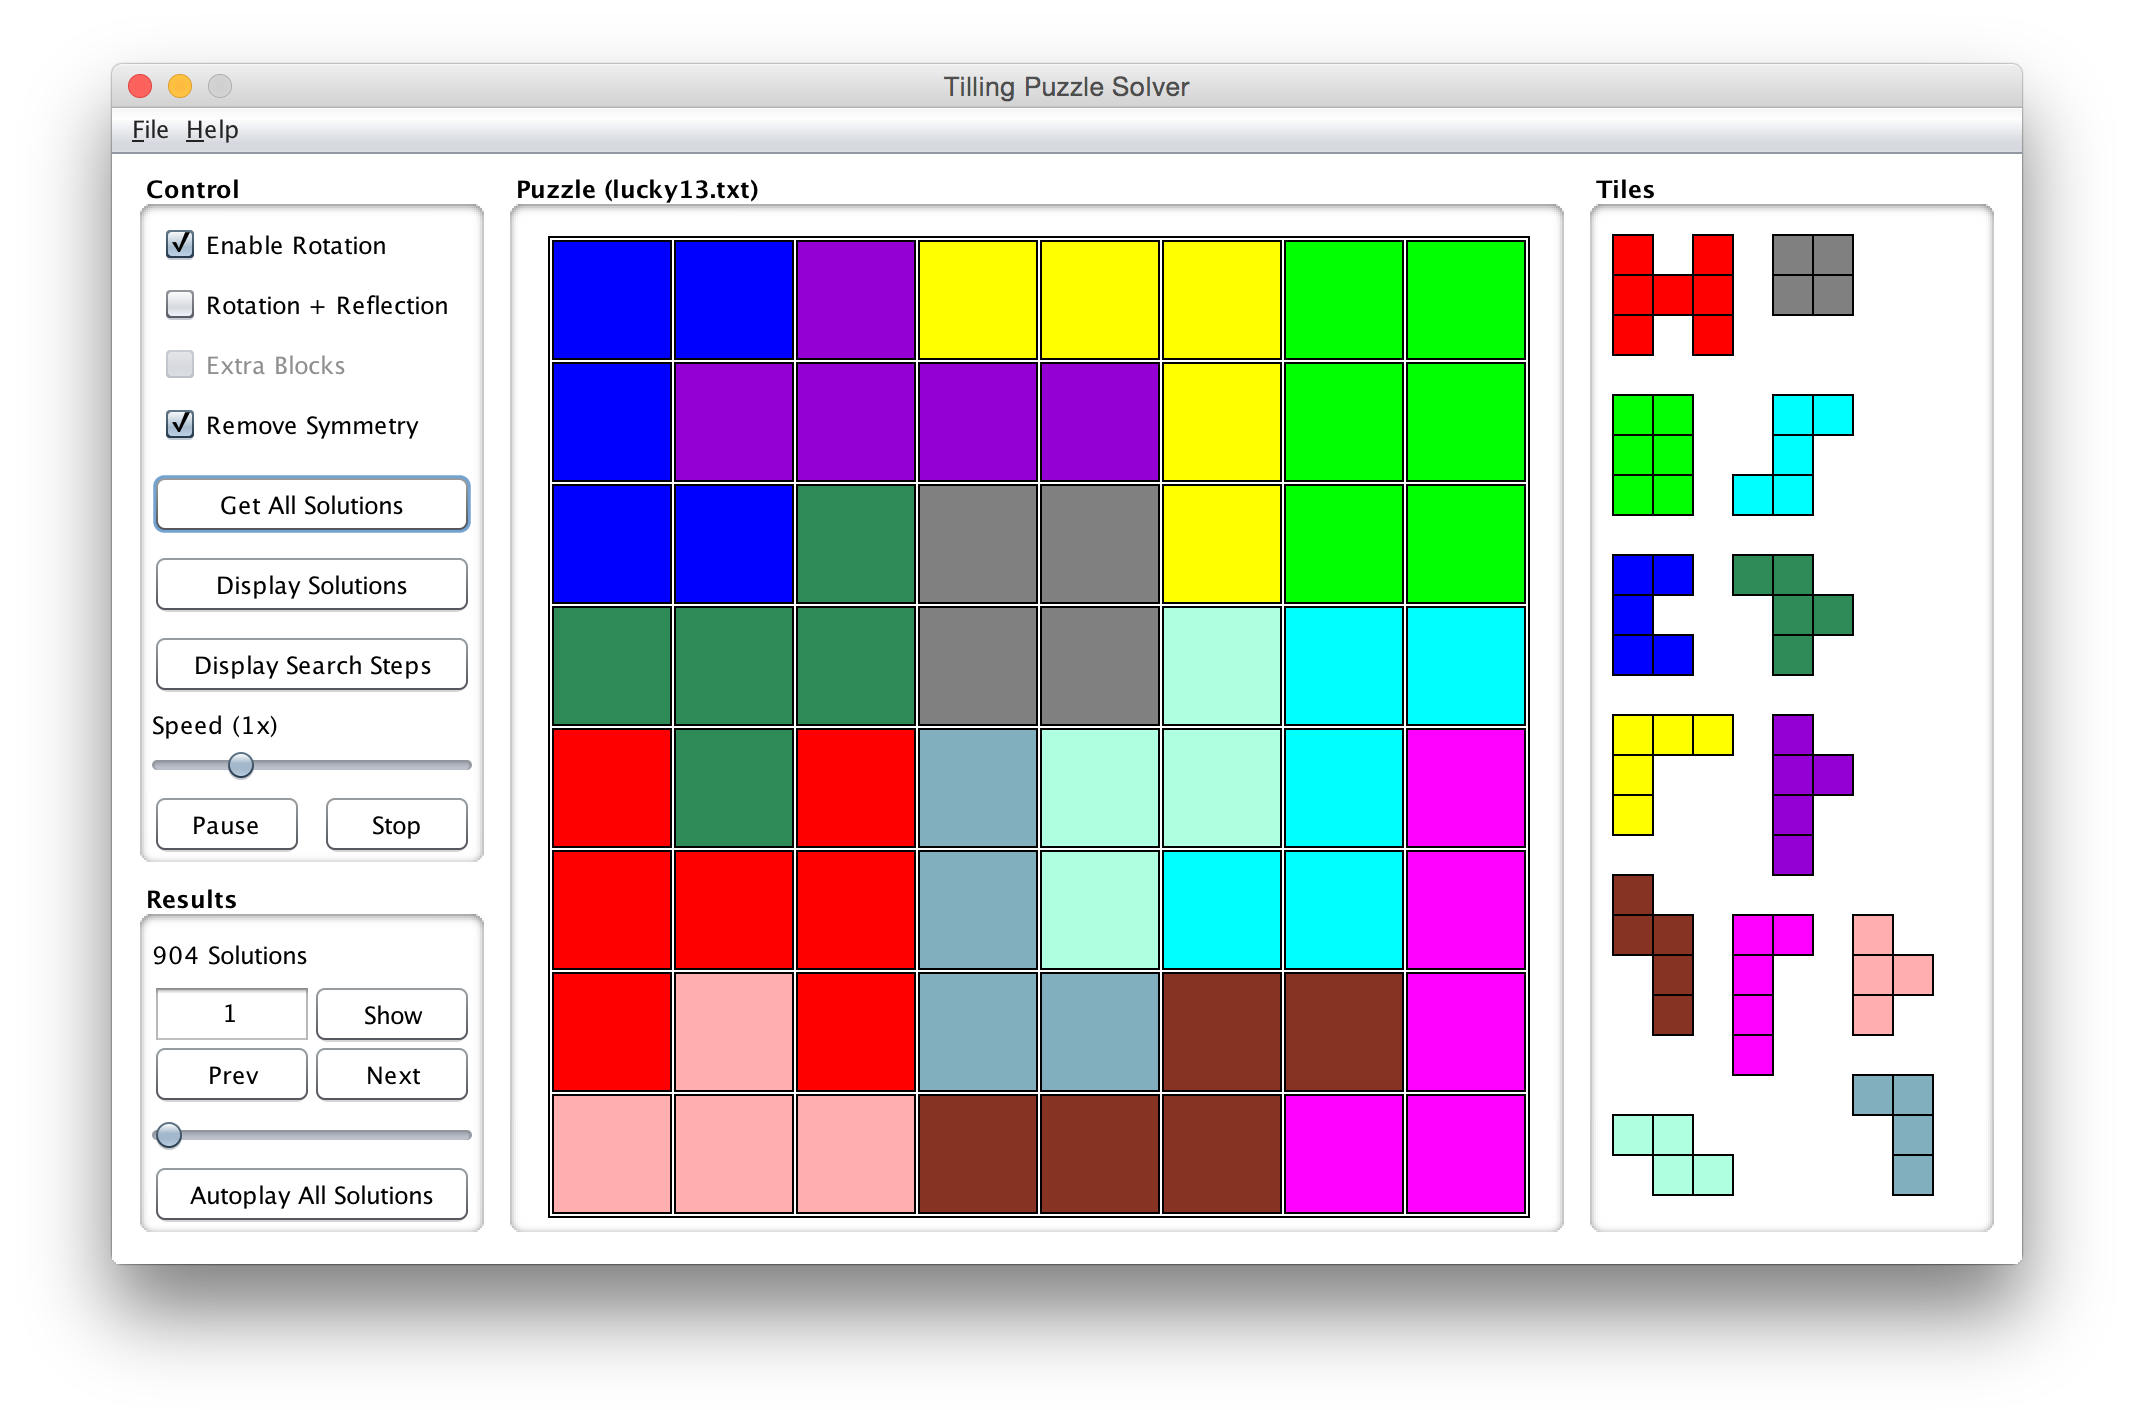 Tilling Puzzle Solver
File Help
Control
Enable Rotation
Rotation + Reflection
Extra Blocks
Remove Symmetry
Get All Solutions
Display Solutions
Display Search Steps
Speed (1x)
Pause Stop
Results
904 Solutions
1 Show
Prev Next
Autoplay All Solutions
Puzzle (lucky13.txt)
Tiles